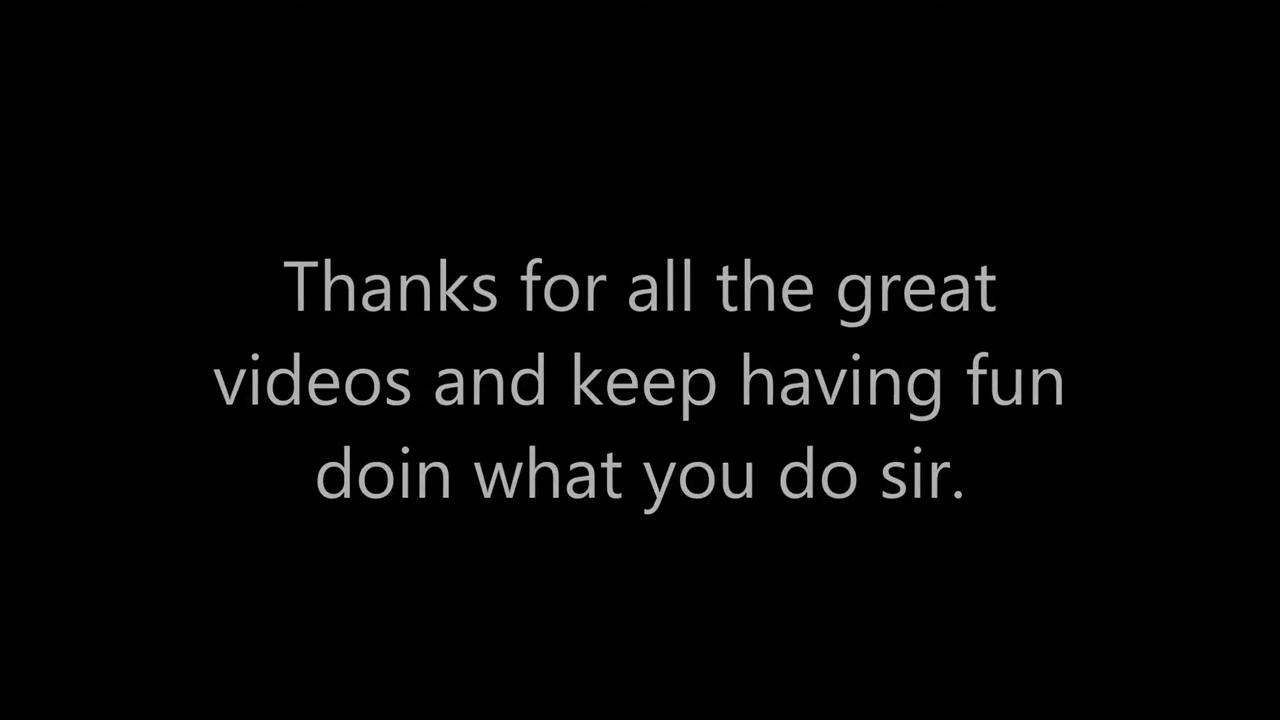 Thanks for all the great
videos and keep having fun
doin what you do sir.